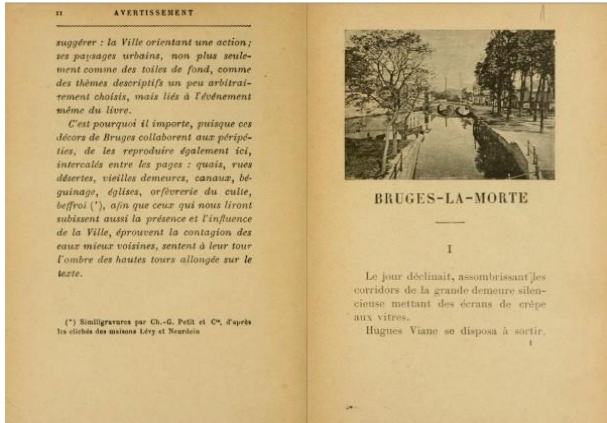 II AVERTISSEMENT
suggérer : la Ville orientant une action ;
ses paysages urbains, non plus seule-
ment comme des toiles de fond, comme
des thèmes descriptifs un peu arbitrai-
rement choisis, mais liés à l'événement
même du livre.
C'est pourquoi il importe, puisque ces
décors de Bruges collaborent aux péripé-
ties, de les reproduire également ici,
intercalés entre les pages : quais, rues
désertes, vieilles demeures, canaux, bé-
guinage, églises, orfèvrerie du culte,
beffroi (*), afin que ceux qui nous liront
subissent aussi la présence et l'influence
de la Ville, éprouvent la contagion des
eaux mieux voisines, sentent à leur tour
l'ombre des hautes tours allongée sur le
texte.
(*) Similigravures par Ch.-G. Petit et Cie, d'après
les clichés des maisons Lévy et Neurdein
BRUGES-LA-MORTE
I
Le jour déclinait, assombrissant les
corridors de la grande demeure silen-
cieuse mettant des écrans de crêpe
aux vitres.
Hugues Viane se disposa à sortir.
1